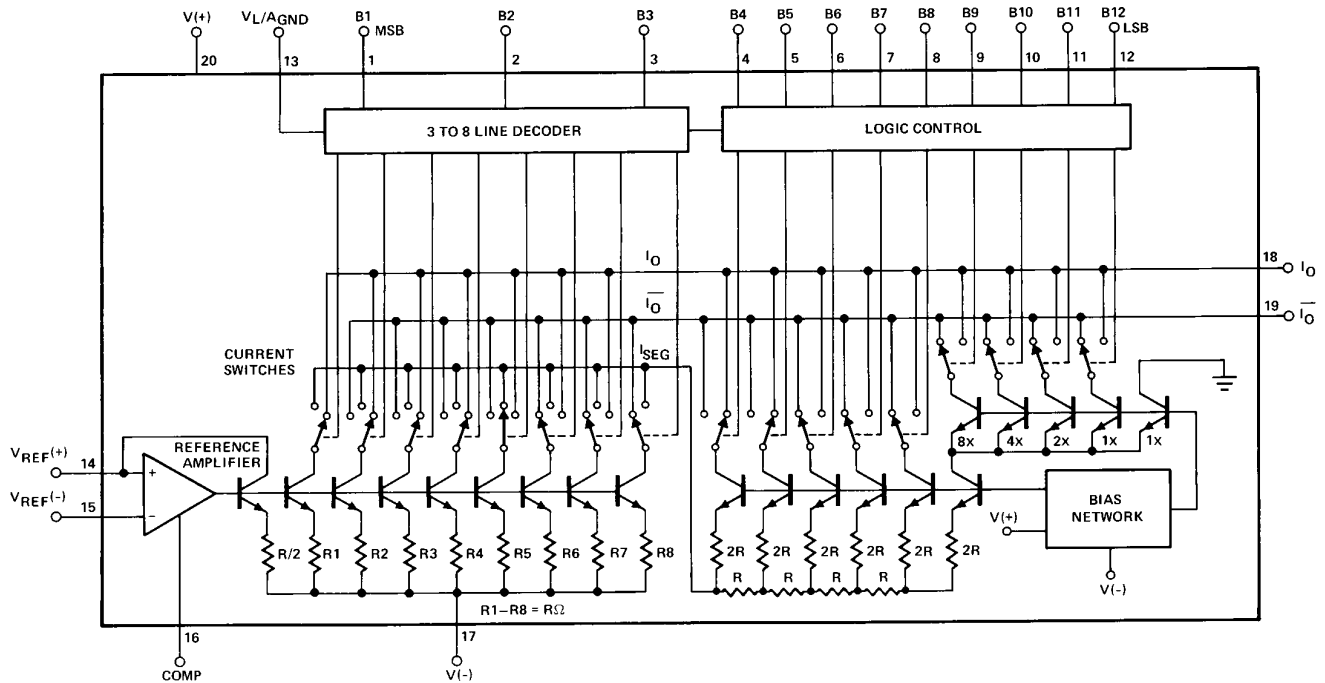 V(+)
VL/AGND
B1
MSB
B2
B3
B4
B5
B6
B7
B8
B9
B10
B11
B12
LSB
20
13
1
2
3
4
5
6
7
8
9
10
11
12
3 TO 8 LINE DECODER
LOGIC CONTROL
IO
18
IO
IO
19
IO
CURRENT
SWITCHES
ISEG
VREF(+)
14
REFERENCE
AMPLIFIER
+
VREF(-)
15
−
8x
4x
2x
1x
1x
BIAS
NETWORK
V(+)
V(-)
R/2
R1
R2
R3
R4
R5
R6
R7
R8
2R
2R
2R
2R
2R
2R
R
R
R
R
R1–R8 = RΩ
16
COMP
17
V(-)